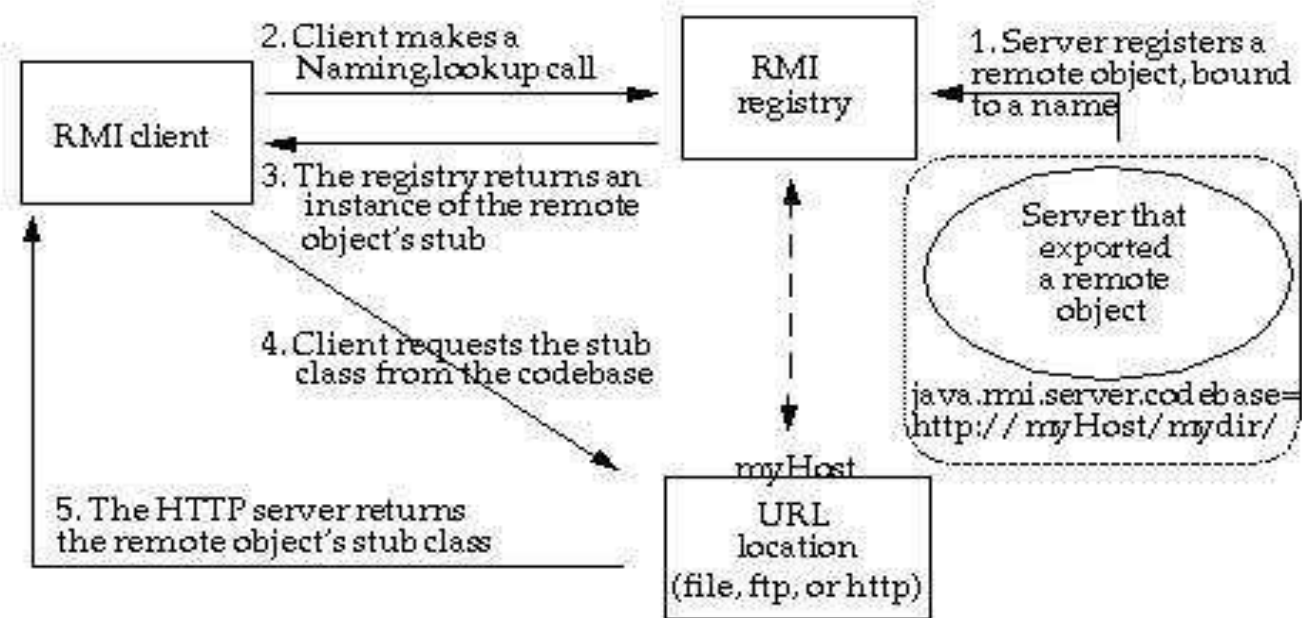 2. Client makes a
Naming.lookup call
RMI
registry
1. Server registers a
remote object, bound
to a name
RMI client
3. The registry returns an
instance of the remote
object's stub
Server that
exported
a remote
object
4. Client requests the stub
class from the codebase
java.rmi.server.codebase=
http://myHost/mydir/
myHost
5. The HTTP server returns
the remote object's stub class
URL
location
(file, ftp, or http)